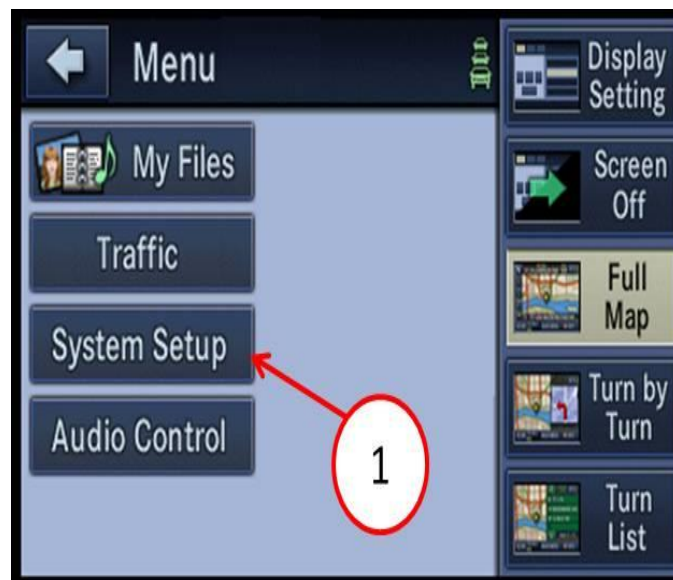 Menu
My Files
Traffic
System Setup
Audio Control
1
Display
Setting
Screen
Off
Full
Map
Turn by
Turn
Turn
List